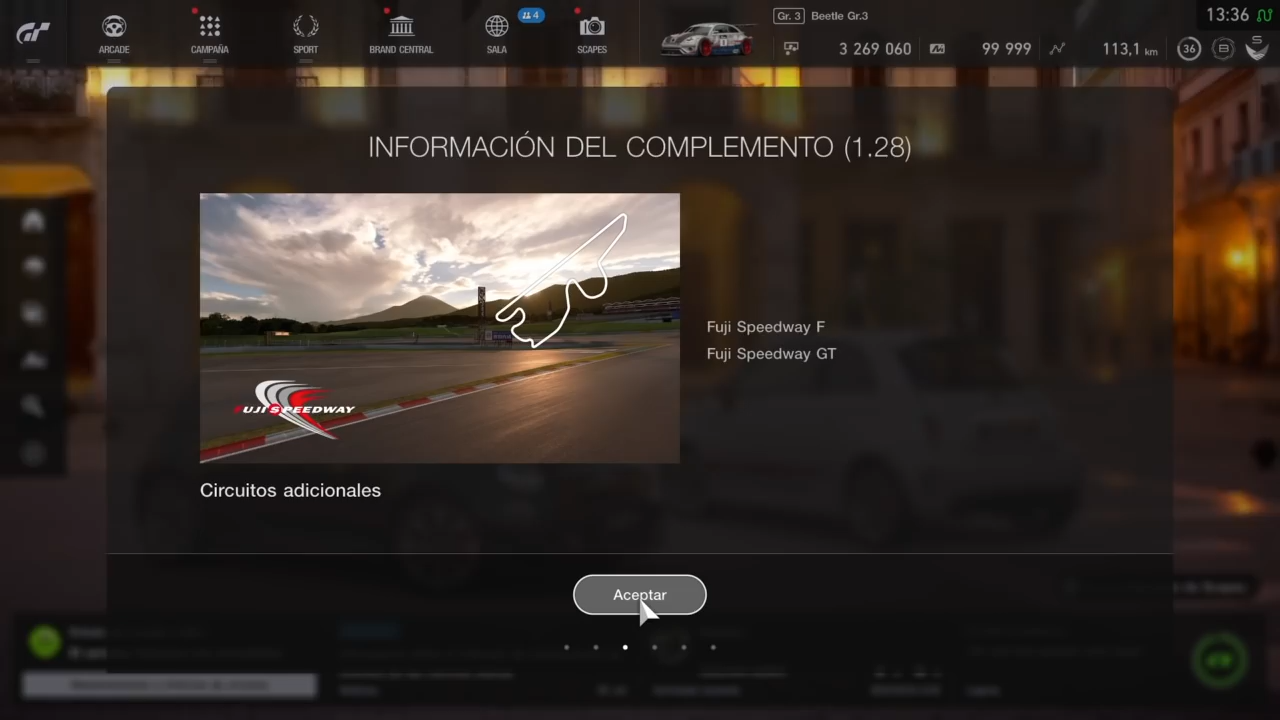 ARCADE
CAMPAÑA
SPORT
BRAND CENTRAL
SALA
4
SCAPES
Gr. 3
Beetle Gr.3
13:36
3 269 060
99 999
113,1 km
36
B
S
INFORMACIÓN DEL COMPLEMENTO (1.28)
FUJI SPEEDWAY
Fuji Speedway F
Fuji Speedway GT
Circuitos adicionales
Aceptar